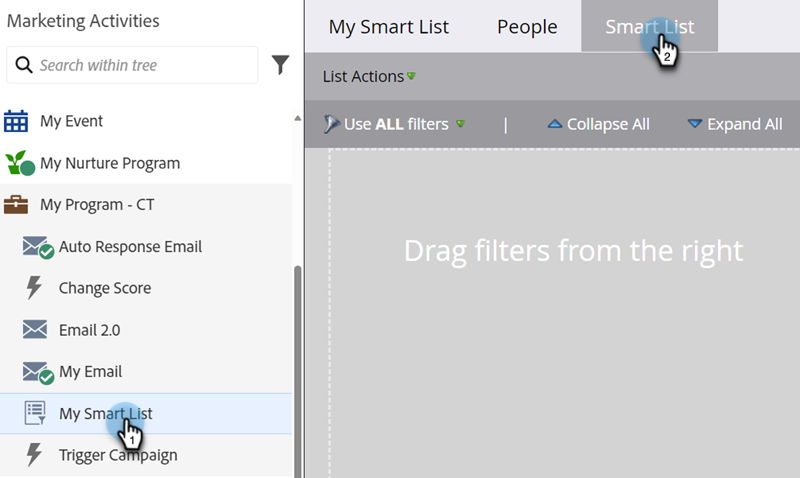 Marketing Activities
Search within tree
My Event
My Nurture Program
My Program - CT
Auto Response Email
Change Score
Email 2.0
My Email
My Smart List
1
Trigger Campaign
My Smart List People Smart List
2
List Actions
Use ALL filters | Collapse All Expand All
Drag filters from the right